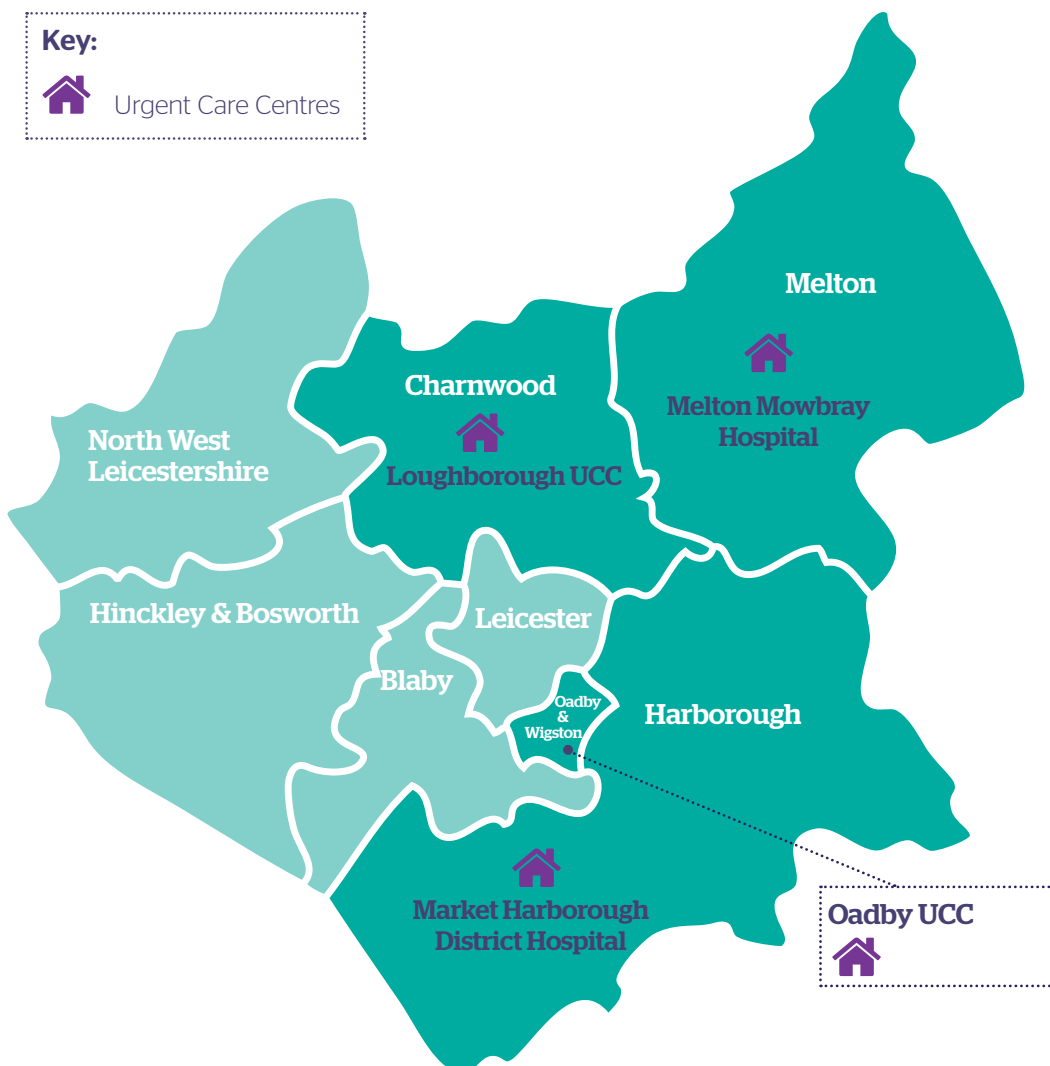 Key:
Urgent Care Centres
Melton
Melton Mowbray
Hospital
Charnwood
Loughborough UCC
North West
Leicestershire
Hinckley & Bosworth
Leicester
Blaby
Oadby
&
Wigston
Harborough
Market Harborough
District Hospital
Oadby UCC